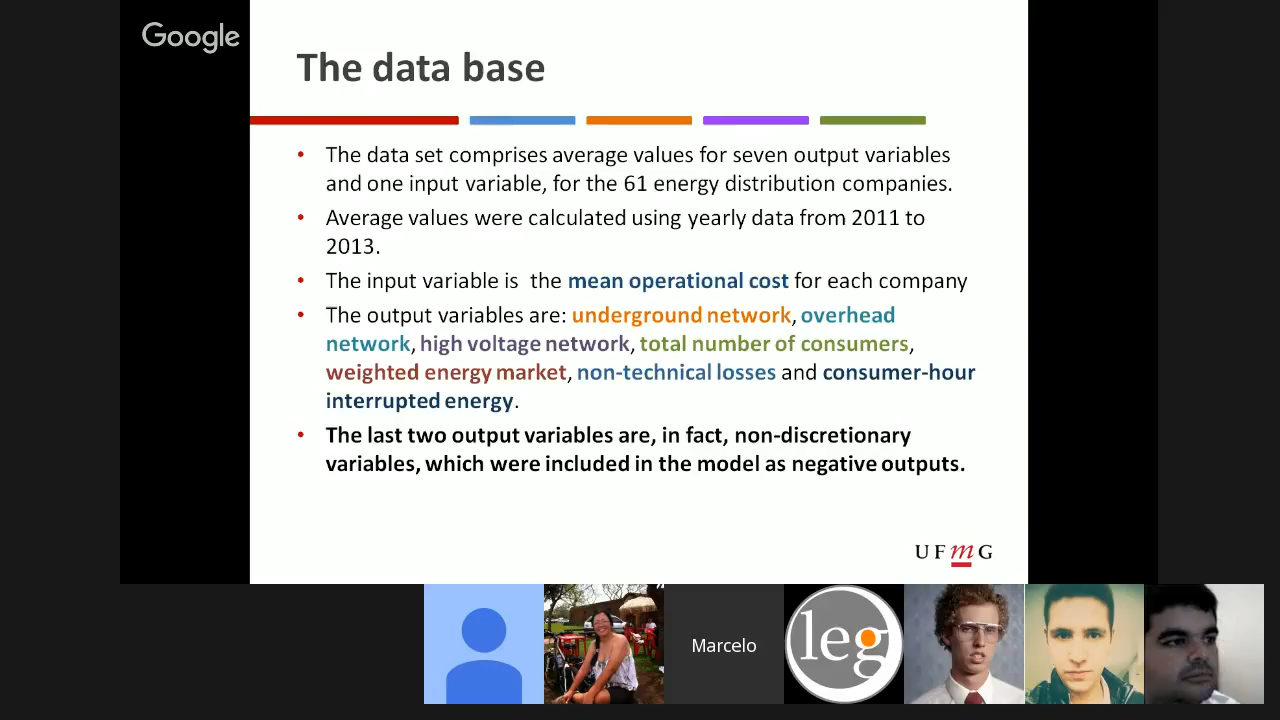 Google
The data base
• The data set comprises average values for seven output variables
and one input variable, for the 61 energy distribution companies.
• Average values were calculated using yearly data from 2011 to
2013.
• The input variable is the mean operational cost for each company
• The output variables are: underground network, overhead
network, high voltage network, total number of consumers,
weighted energy market, non-technical losses and consumer-hour
interrupted energy.
• The last two output variables are, in fact, non-discretionary
variables, which were included in the model as negative outputs.
UFmG
Marcelo
leg